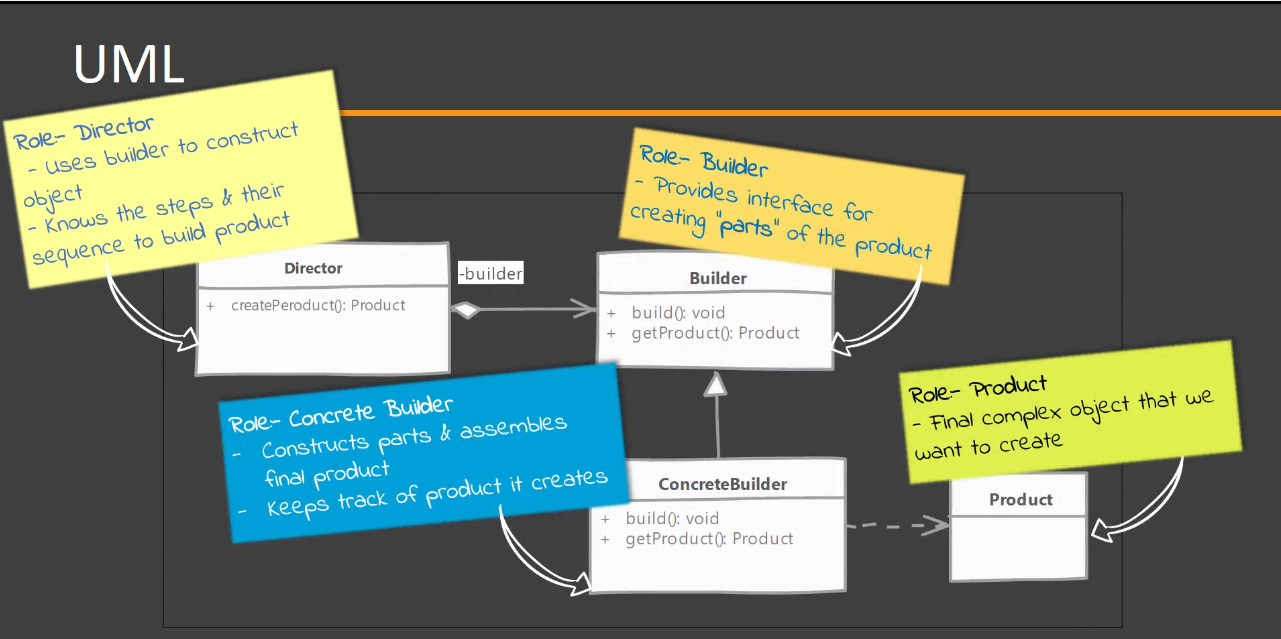 UML
Role:- Director
- Uses builder to construct
object
- Knows the steps & their
sequence to build product
Role:- Builder
- Provides interface for
creating "parts" of the product
Director
+ createPeroduct(): Product
-builder
Builder
+ build(): void
+ getProduct(): Product
Role:- Concrete Builder
- Constructs parts & assembles
final product
- Keeps track of product it creates
Role:- Product
- Final complex object that we
want to create
ConcreteBuilder
+ build(): void
+ getProduct(): Product
Product